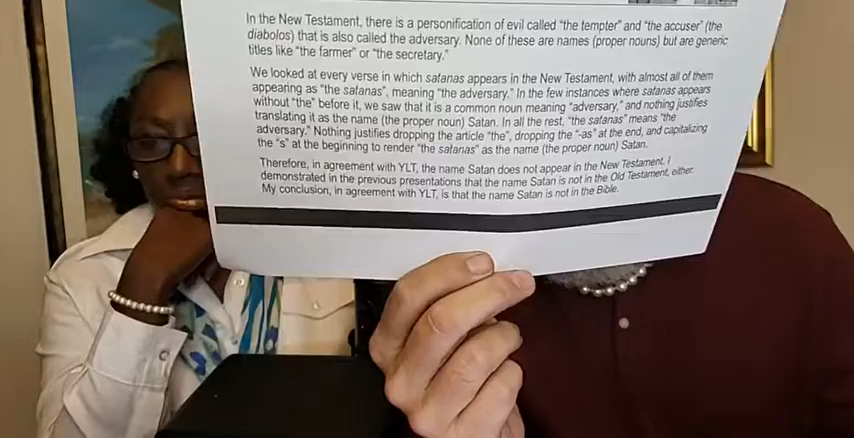 In the New Testament, there is a personification of evil called “the tempter” and “the accuser” (the
diabolos) that is also called the adversary. None of these are names (proper nouns) but are generic
titles like “the farmer” or “the secretary.”
We looked at every verse in which satanas appears in the New Testament, with almost all of them
appearing as “the satanas”, meaning “the adversary.” In the few instances where satanas appears
without “the” before it, we saw that it is a common noun meaning “adversary,” and nothing justifies
translating it as the name (the proper noun) Satan. In all the rest, “the satanas” means “the
adversary.” Nothing justifies dropping the article “the”, dropping the “-as” at the end, and capitalizing
the “s” at the beginning to render “the satanas” as the name (the proper noun) Satan.
Therefore, in agreement with YLT, the name Satan does not appear in the New Testament. I
demonstrated in the previous presentations that the name Satan is not in the Old Testament, either.
My conclusion, in agreement with YLT, is that the name Satan is not in the Bible.